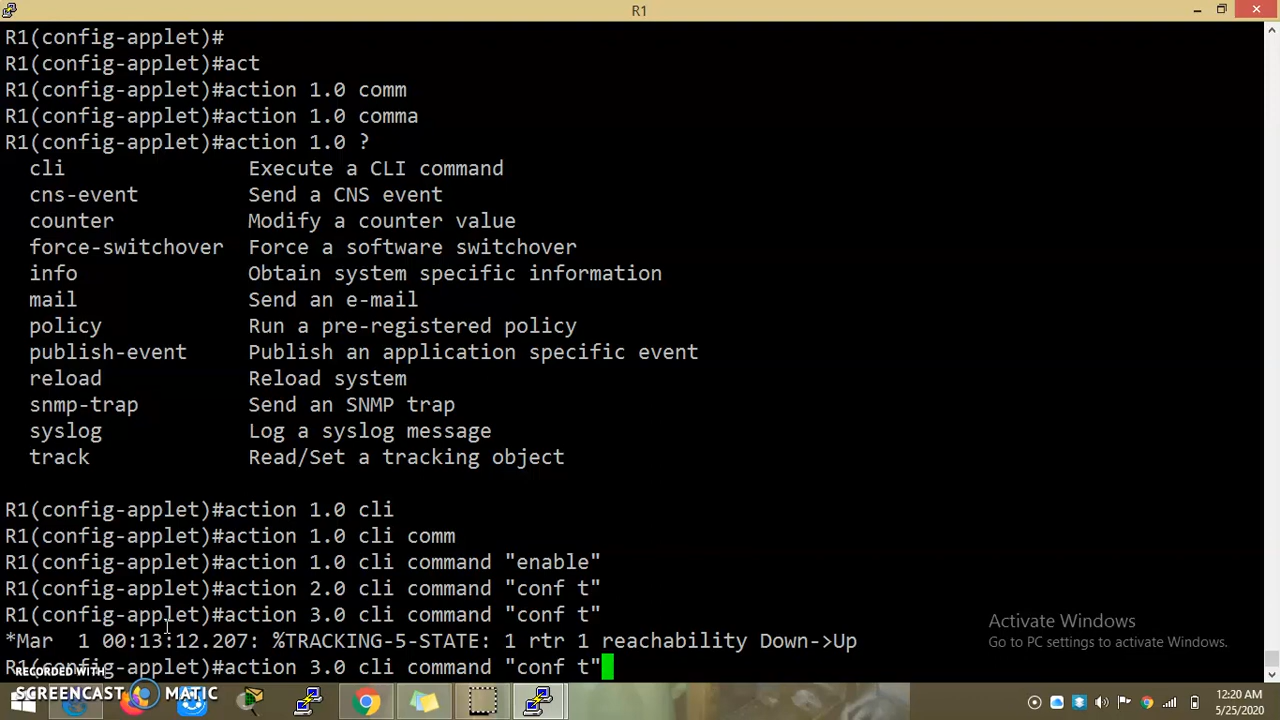 R1
R1(config-applet)#
R1(config-applet)#act
R1(config-applet)#action 1.0 comm
R1(config-applet)#action 1.0 comma
R1(config-applet)#action 1.0 ?
cli Execute a CLI command
cns-event Send a CNS event
counter Modify a counter value
force-switchover Force a software switchover
info Obtain system specific information
mail Send an e-mail
policy Run a pre-registered policy
publish-event Publish an application specific event
reload Reload system
snmp-trap Send an SNMP trap
syslog Log a syslog message
track Read/Set a tracking object
R1(config-applet)#action 1.0 cli
R1(config-applet)#action 1.0 cli comm
R1(config-applet)#action 1.0 cli command "enable"
R1(config-applet)#action 2.0 cli command "conf t"
R1(config-applet)#action 3.0 cli command "conf t"
*Mar 1 00:13:12.207: %TRACKING-5-STATE: 1 rtr 1 reachability Down->Up
R1(config-applet)#action 3.0 cli command "conf t"
Activate Windows
Go to PC settings to activate Windows.
RECORDED WITH
SCREENCAST MATIC
12:20 AM
5/25/2020